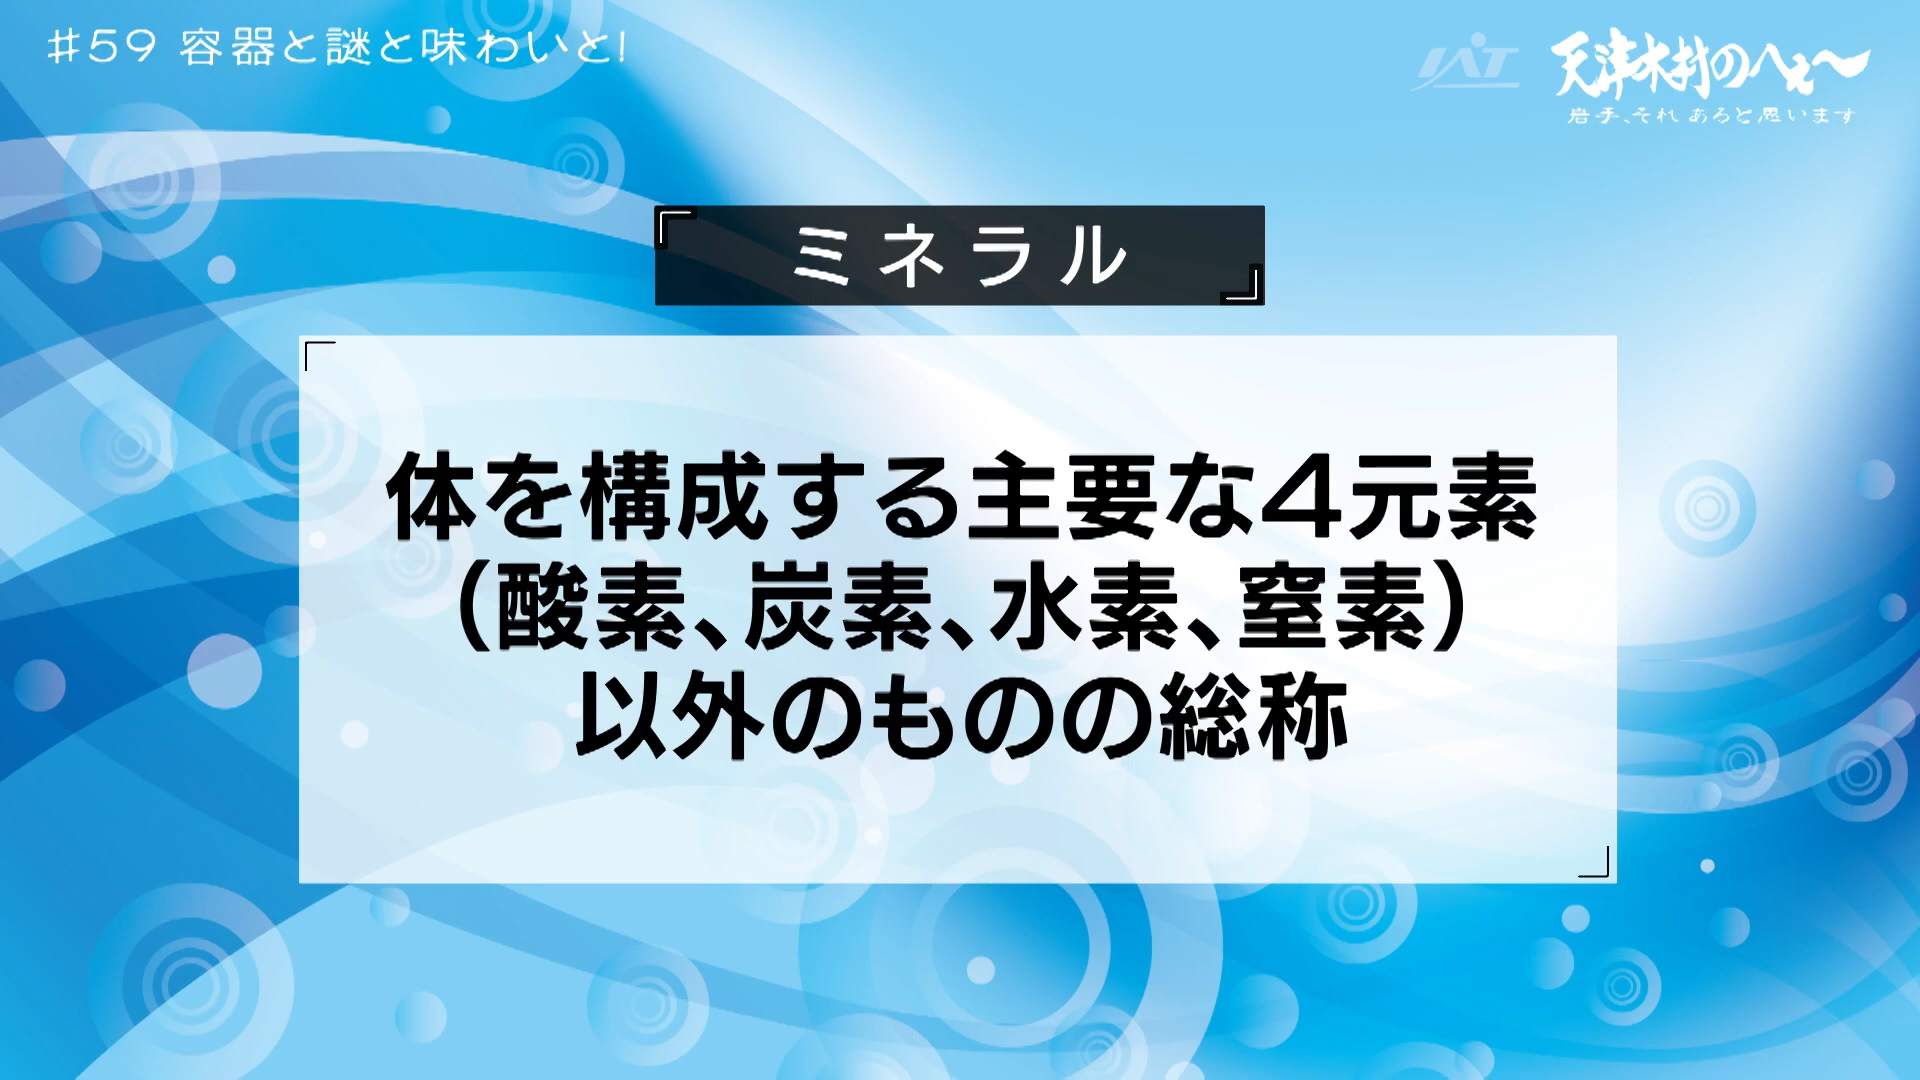 #59 容器と謎と味わいと!
IAT
天津木村のへぇ〜
岩手、それ あると思います
ミネラル
体を構成する主要な4元素
(酸素、炭素、水素、窒素)
以外のものの総称